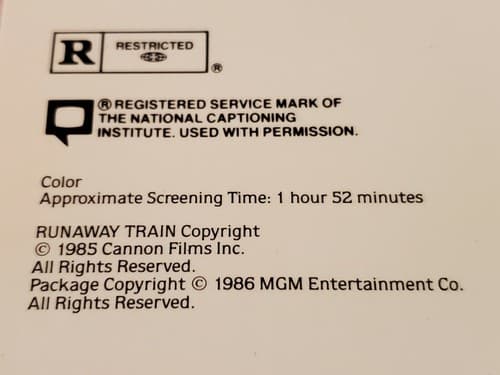 R RESTRICTED ®
® REGISTERED SERVICE MARK OF
THE NATIONAL CAPTIONING
INSTITUTE. USED WITH PERMISSION.
Color
Approximate Screening Time: 1 hour 52 minutes
RUNAWAY TRAIN Copyright
© 1985 Cannon Films Inc.
All Rights Reserved.
Package Copyright © 1986 MGM Entertainment Co.
All Rights Reserved.